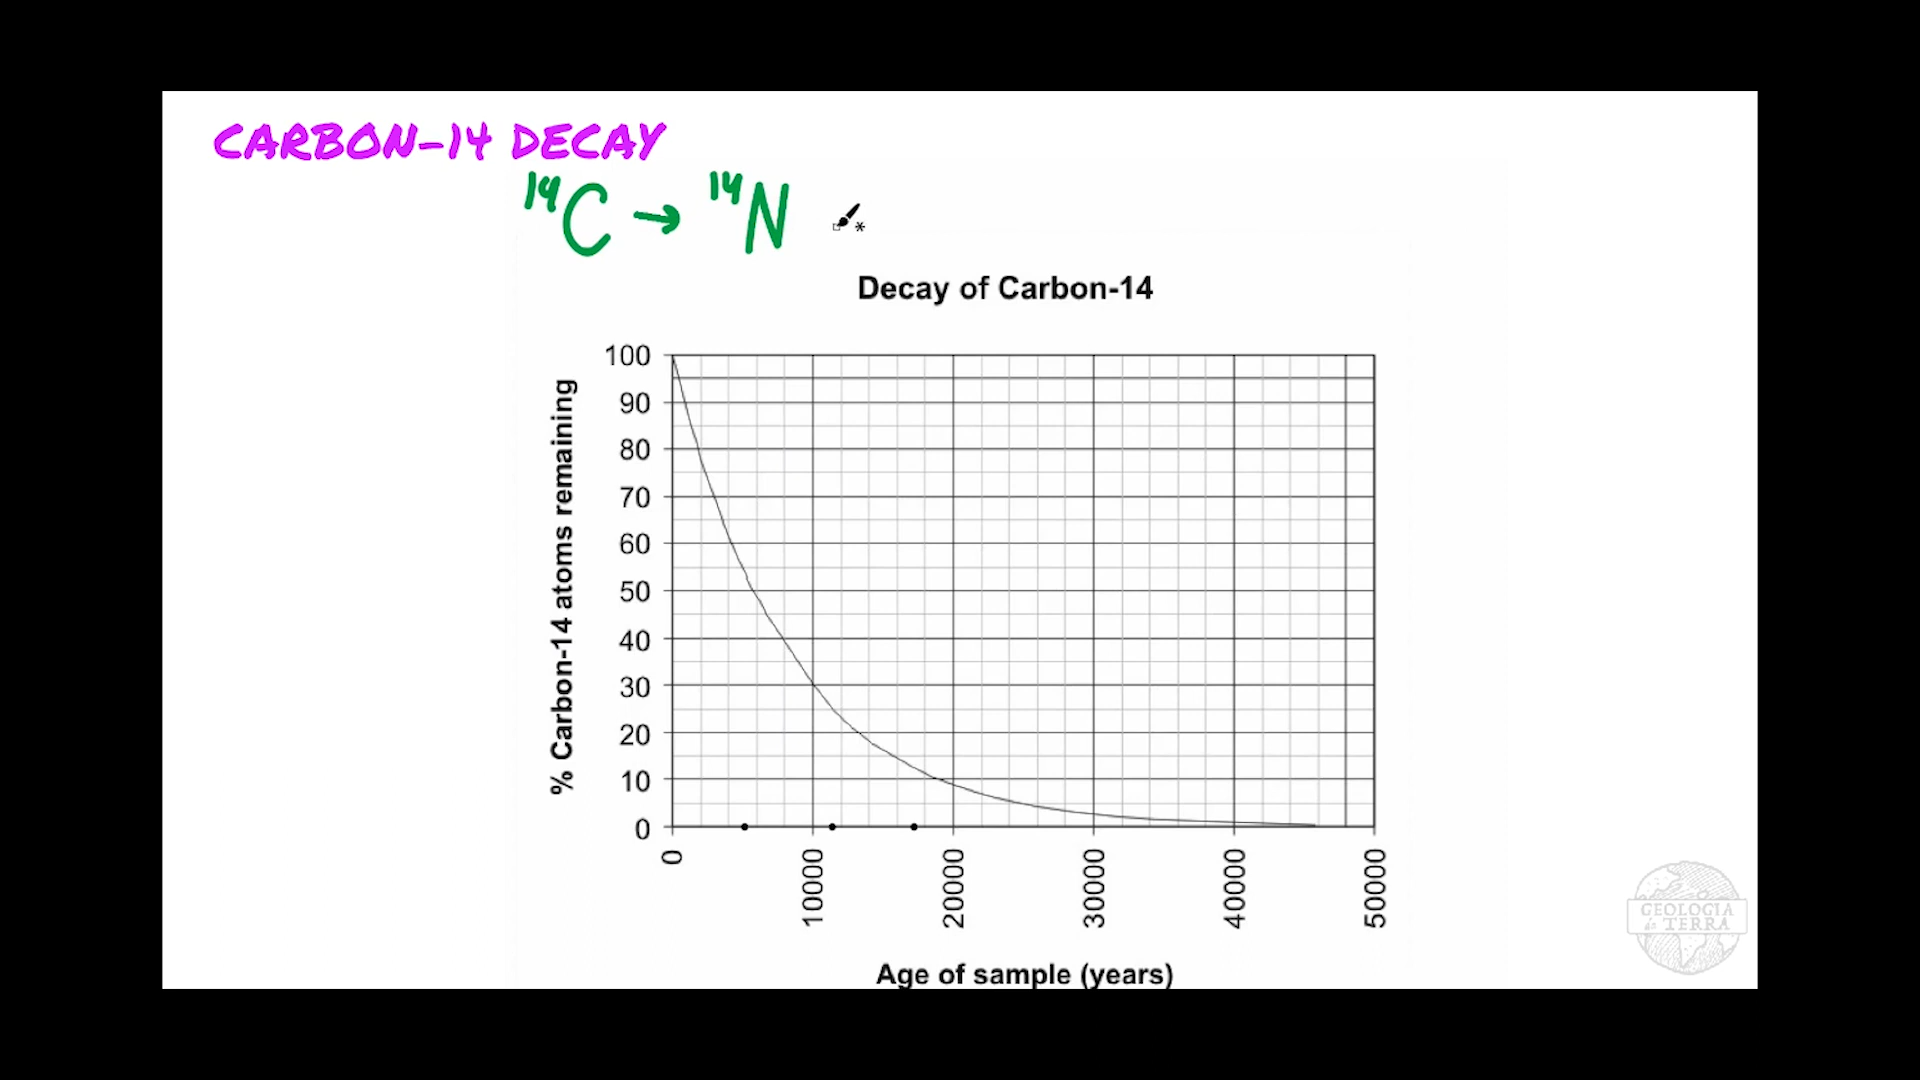 CARBON-14 DECAY
14C → 14N
Decay of Carbon-14
% Carbon-14 atoms remaining
100
90
80
70
60
50
40
30
20
10
0
0
10000
20000
30000
40000
50000
Age of sample (years)
GEOLOGIA
da TERRA